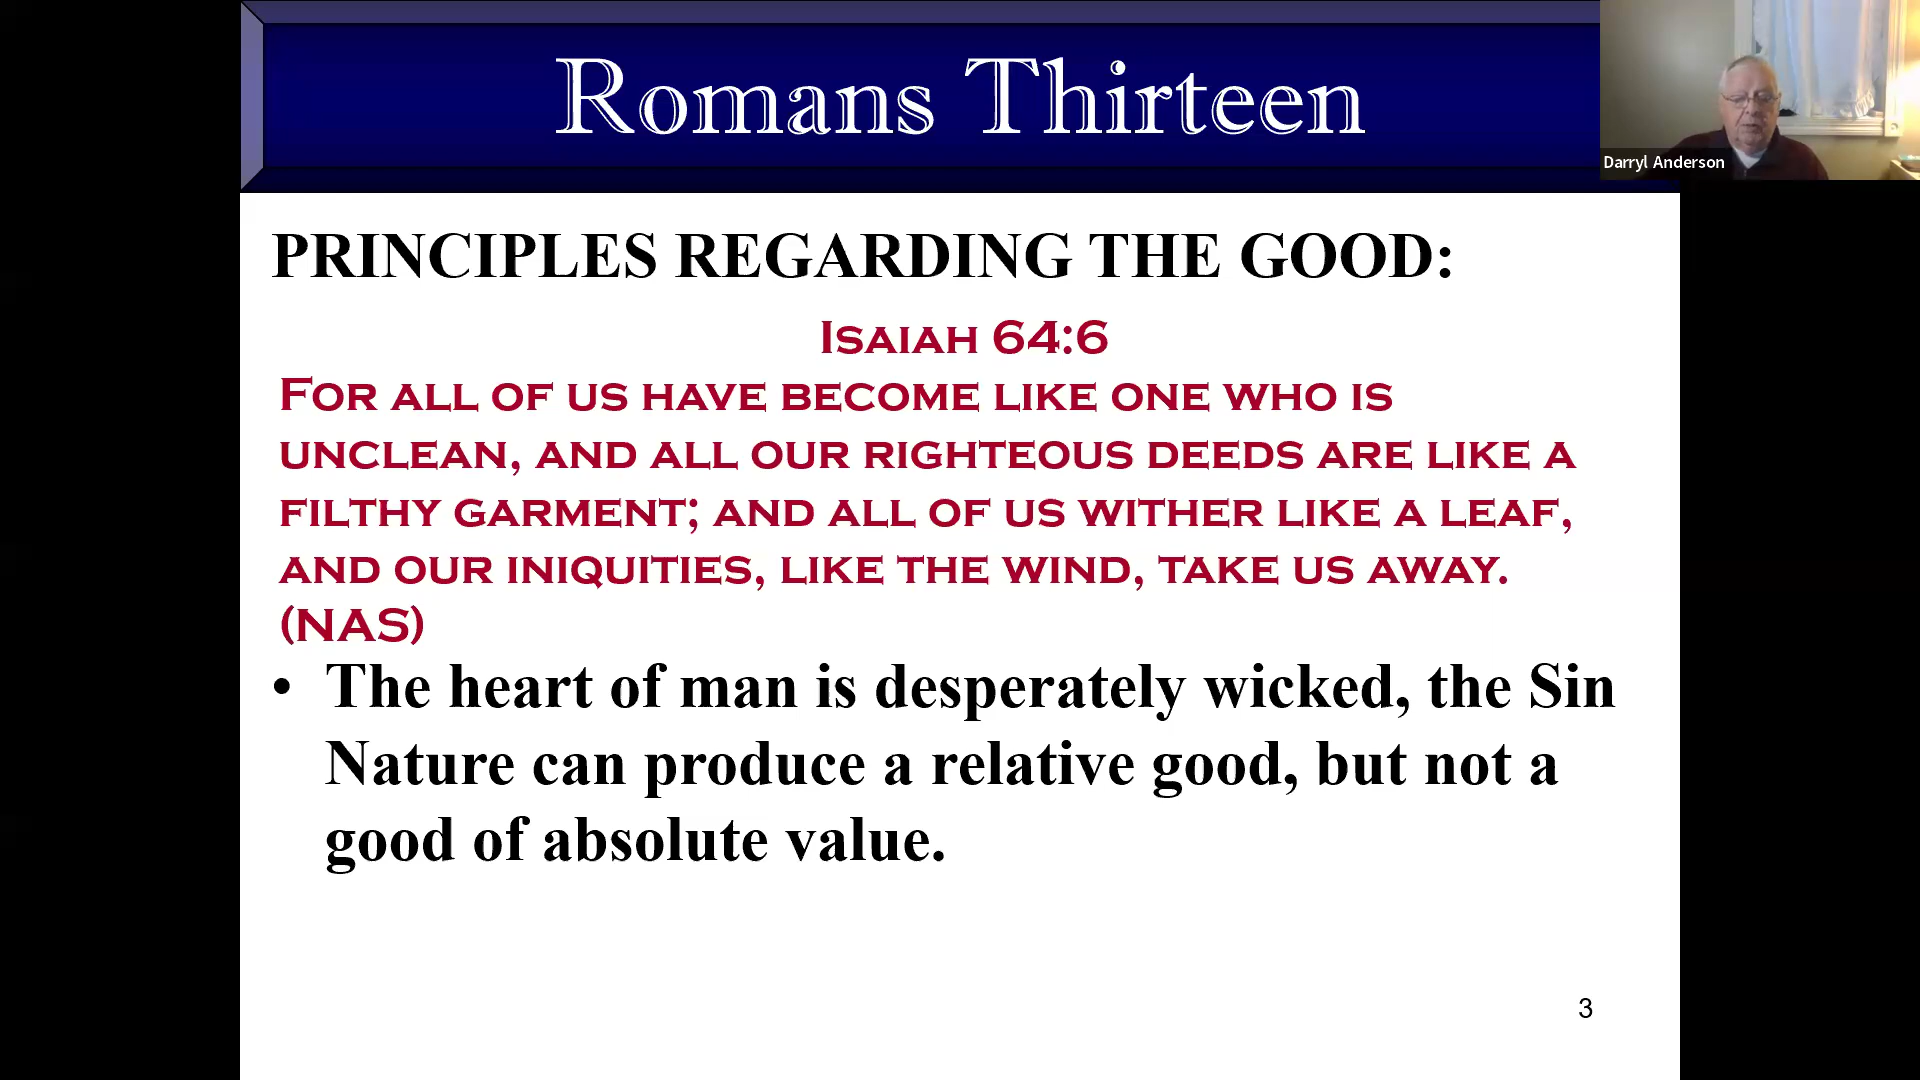 Romans Thirteen
Darryl Anderson
PRINCIPLES REGARDING THE GOOD:
Isaiah 64:6
For all of us have become like one who is
unclean, and all our righteous deeds are like a
filthy garment; and all of us wither like a leaf,
and our iniquities, like the wind, take us away.
(NAS)
• The heart of man is desperately wicked, the Sin
Nature can produce a relative good, but not a
good of absolute value.
3